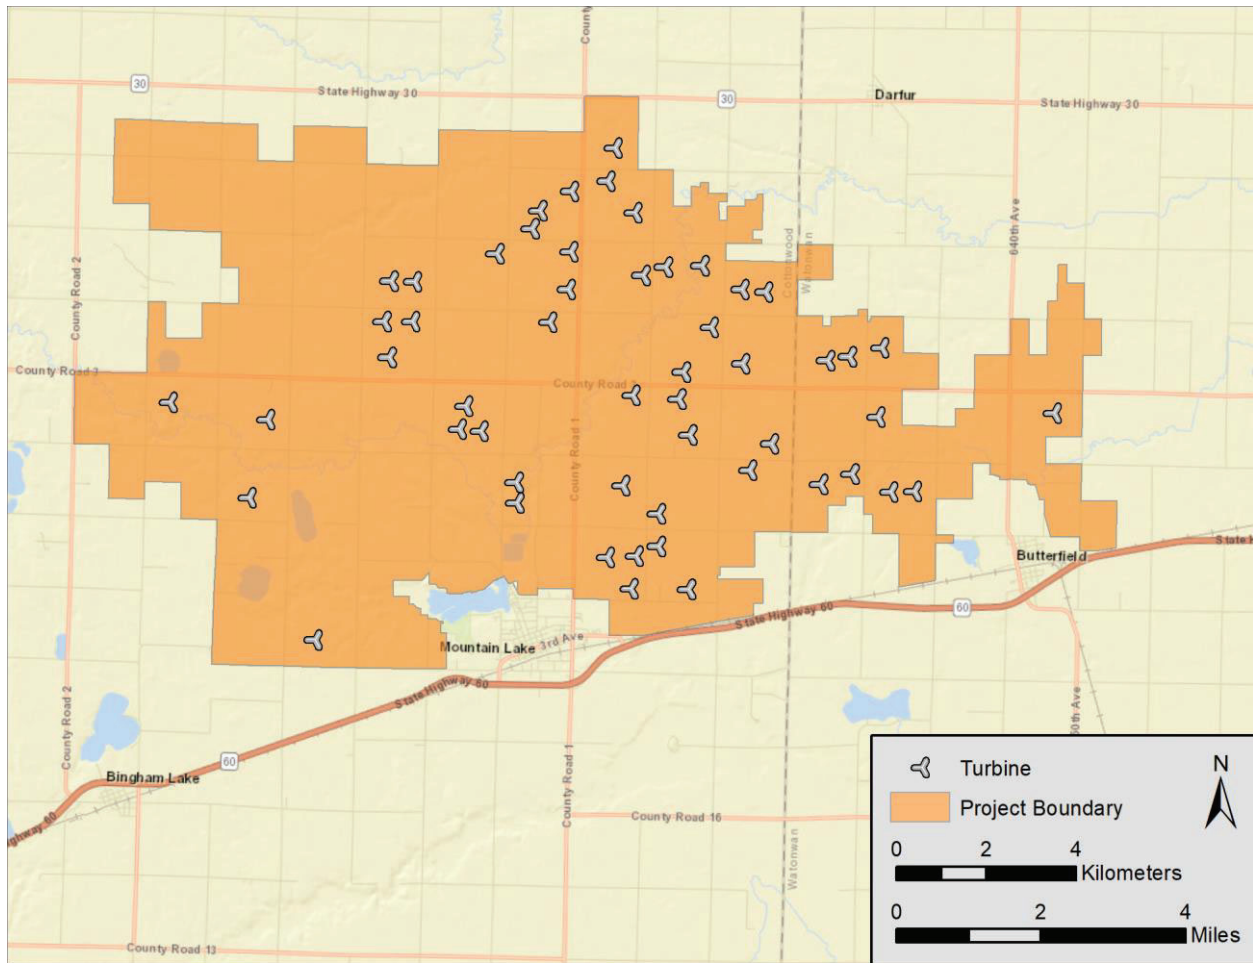 County
30
State Highway 30
30
Darfur
State Highway 30
640th Ave
Cottonwood
Watonwan
County Road 2
County Road 3
County Road
County Road 1
Butterfield
State H
60
State Highway 60
Mountain Lake
3rd Ave
State Highway 60
County Road 2
60
Bingham Lake
ghway 60
County Road 1
County Road 16
Watonwan
County Road 13
Turbine
Project Boundary
N
0 2 4
Kilometers
0 2 4
Miles